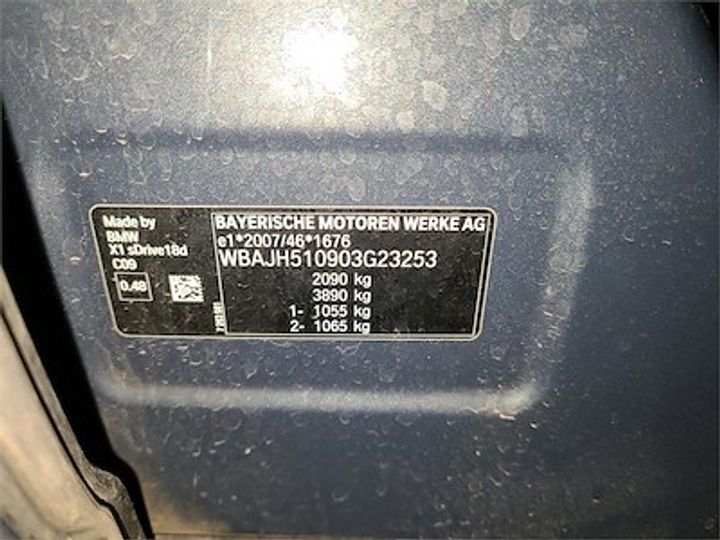 Made by
BMW
X1 sDrive18d
C09
0.48
BAYERISCHE MOTOREN WERKE AG
e1*2007/46*1676
WBAJH510903G23253
2090 kg
3890 kg
1- 1055 kg
2- 1065 kg